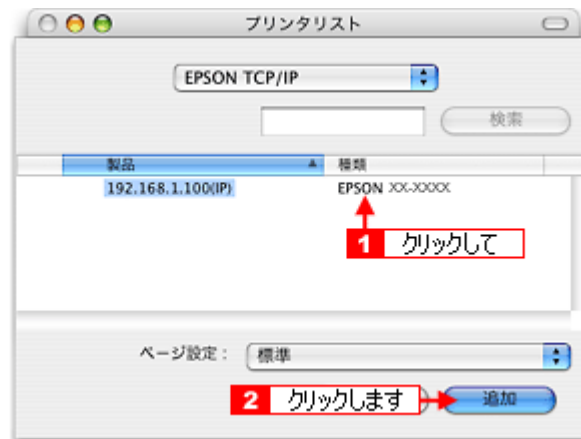 プリンタリスト
EPSON TCP/IP
検索
製品 種類
192.168.1.100(IP) EPSON XX-XXXX
1 クリックして
ページ設定： 標準
2 クリックします 追加